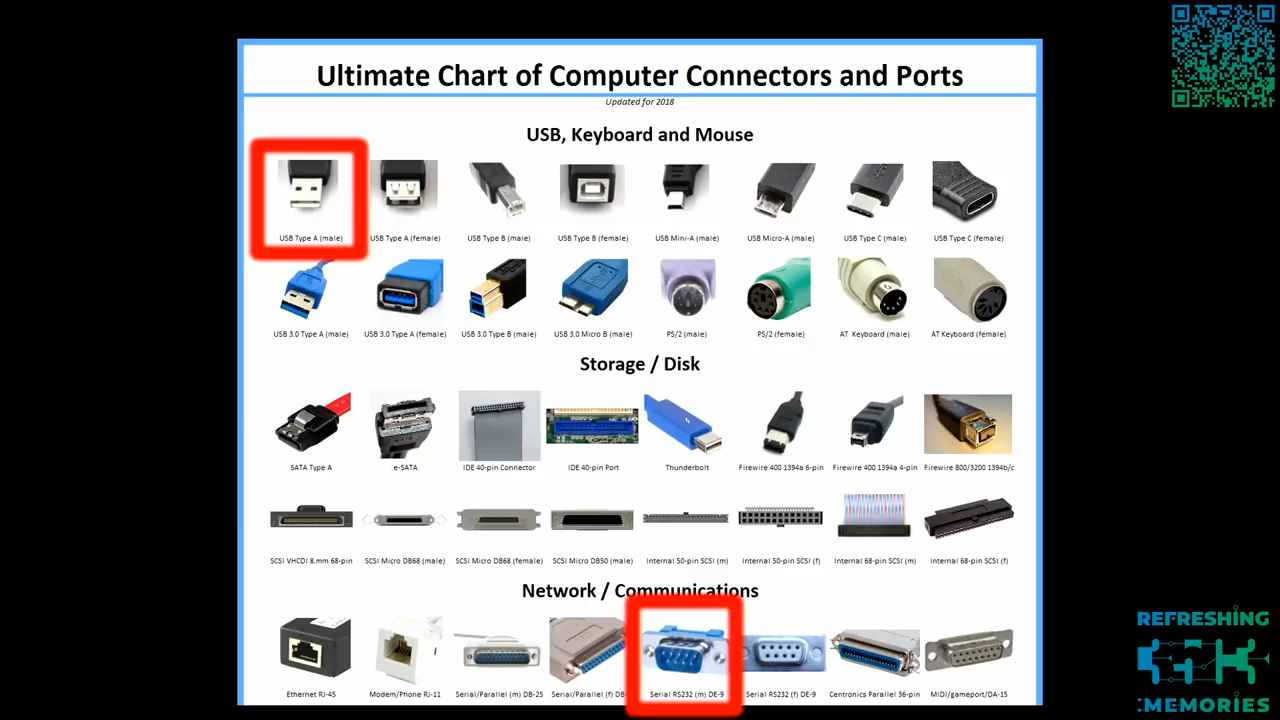 Ultimate Chart of Computer Connectors and Ports
Updated for 2018
USB, Keyboard and Mouse
USB Type A (male) USB Type A (female) USB Type B (male) USB Type B (female) USB Mini-A (male) USB Micro-A (male) USB Type C (male) USB Type C (female)
USB 3.0 Type A (male) USB 3.0 Type A (female) USB 3.0 Type B (male) USB 3.0 Micro B (male) PS/2 (male) PS/2 (female) AT Keyboard (male) AT Keyboard (female)
Storage / Disk
SATA Type A e-SATA IDE 40-pin Connector IDE 40-pin Port Thunderbolt Firewire 400 1394a 6-pin Firewire 400 1394a 4-pin Firewire 800/3200 1394b/c
SCSI VHCDI 8.mm 68-pin SCSI Micro DB68 (male) SCSI Micro DB68 (female) SCSI Micro DB50 (male) Internal 50-pin SCSI (m) Internal 50-pin SCSI (f) Internal 68-pin SCSI (m) Internal 68-pin SCSI (f)
Network / Communications
Ethernet RJ-45 Modem/Phone RJ-11 Serial/Parallel (m) DB-25 Serial/Parallel (f) Serial RS232 (m) DE-9 Serial RS232 (f) DE-9 Centronics Parallel 36-pin MIDI/gameport/DA-15
REFRESHING
MEMORIES